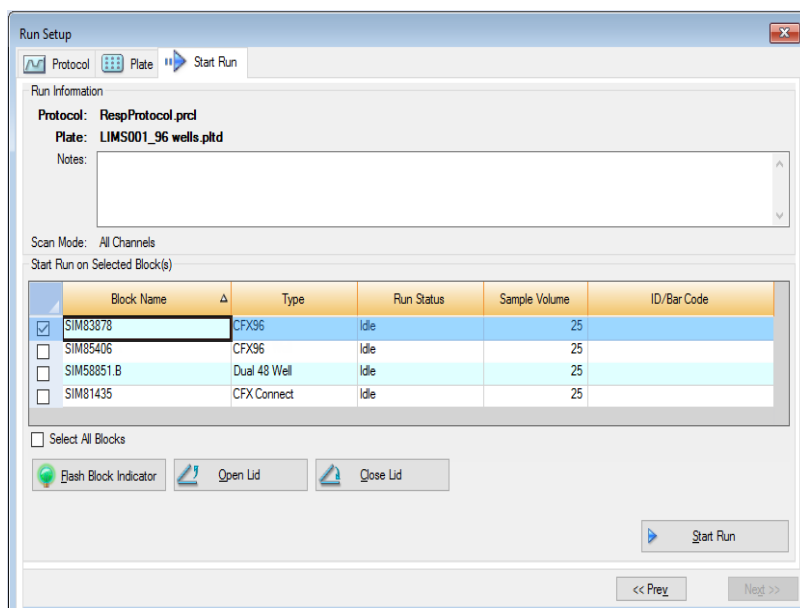 Run Setup
Protocol Plate Start Run
Run Information
Protocol: RespProtocol.prcl
Plate: LIMS001_96 wells.pltd
Notes:
Scan Mode: All Channels
Start Run on Selected Block(s)
Block Name Type Run Status Sample Volume ID/Bar Code
SIM83878 CFX96 Idle 25
SIM85406 CFX96 Idle 25
SIM58851.B Dual 48 Well Idle 25
SIM81435 CFX Connect Idle 25
Select All Blocks
Flash Block Indicator Open Lid Close Lid
Start Run
<< Prev Next >>